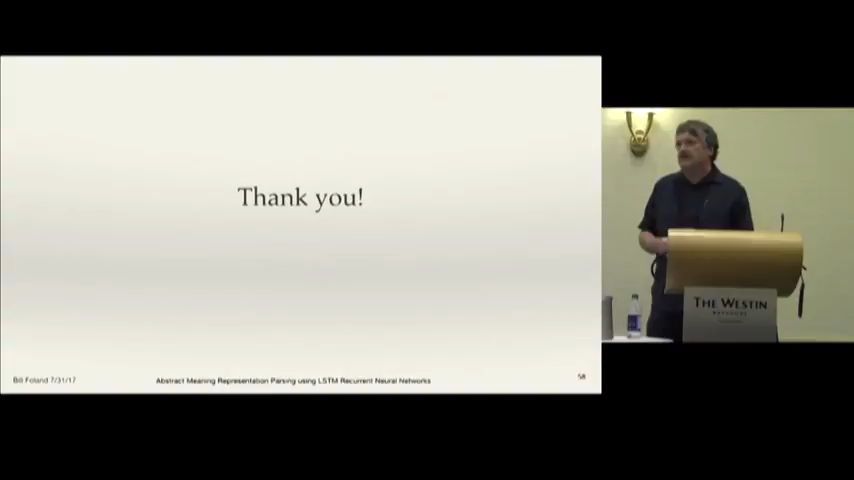 Thank you!
Bill Foland 7/31/17
Abstract Meaning Representation Parsing using LSTM Recurrent Neural Networks
58
THE WESTIN